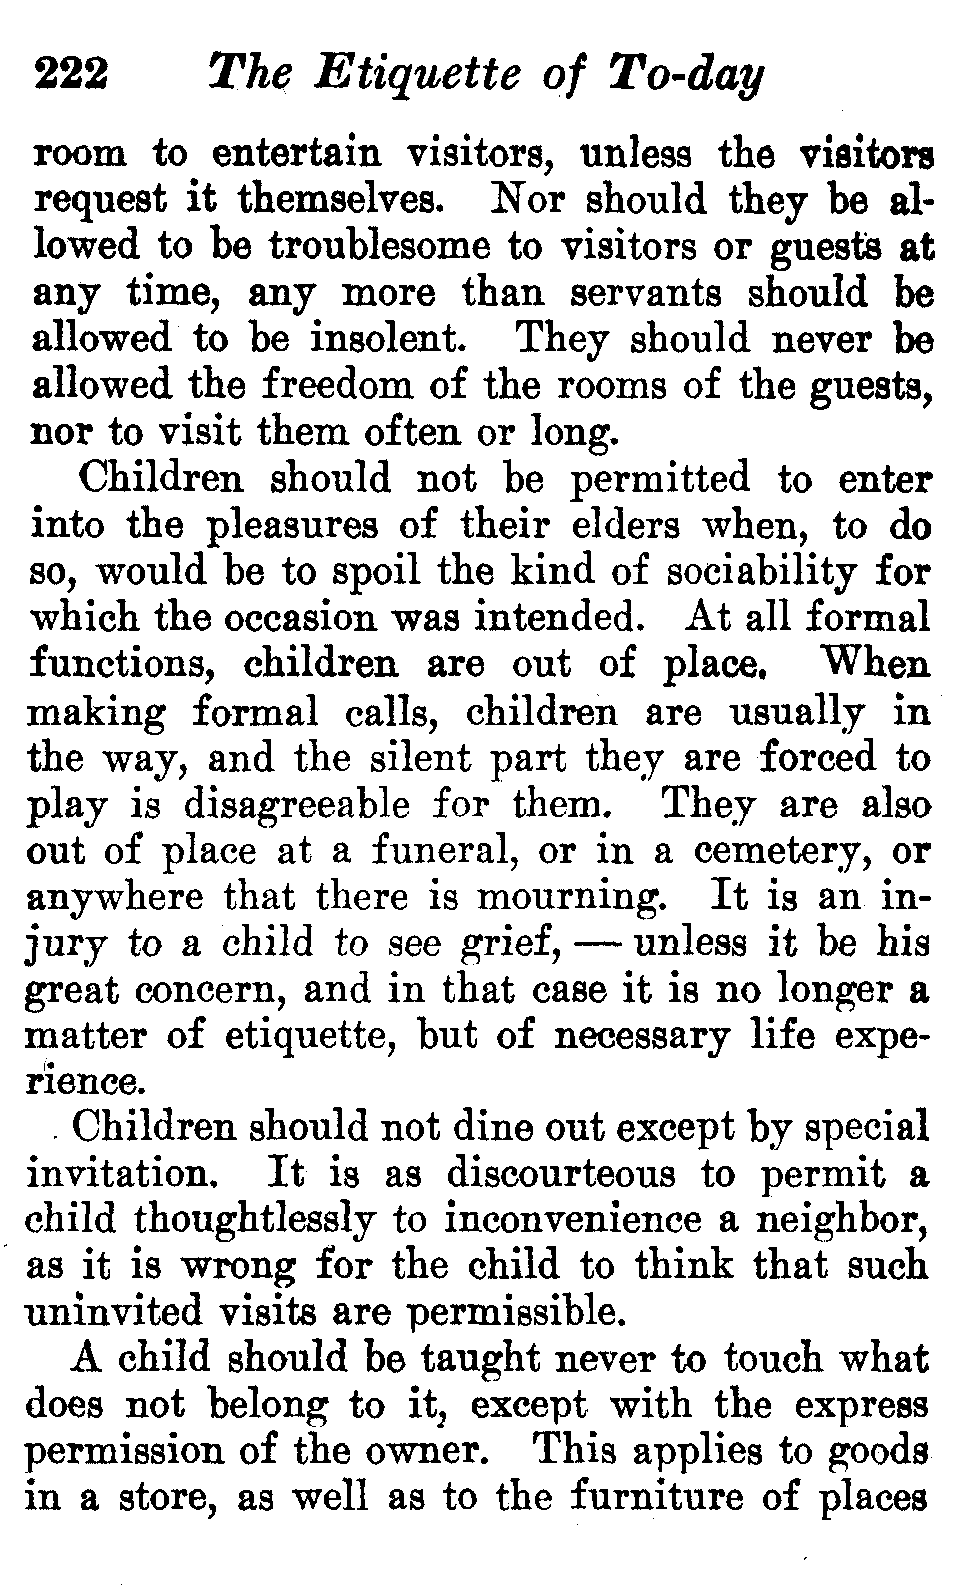 222 The Etiquette of To-day
room to entertain visitors, unless the visitors
request it themselves. Nor should they be al-
lowed to be troublesome to visitors or guests at
any time, any more than servants should be
allowed to be insolent. They should never be
allowed the freedom of the rooms of the guests,
nor to visit them often or long.
Children should not be permitted to enter
into the pleasures of their elders when, to do
so, would be to spoil the kind of sociability for
which the occasion was intended. At all formal
functions, children are out of place. When
making formal calls, children are usually in
the way, and the silent part they are forced to
play is disagreeable for them. They are also
out of place at a funeral, or in a cemetery, or
anywhere that there is mourning. It is an in-
jury to a child to see grief, — unless it be his
great concern, and in that case it is no longer a
matter of etiquette, but of necessary life expe-
rience.
Children should not dine out except by special
invitation. It is as discourteous to permit a
child thoughtlessly to inconvenience a neighbor,
as it is wrong for the child to think that such
uninvited visits are permissible.
A child should be taught never to touch what
does not belong to it, except with the express
permission of the owner. This applies to goods
in a store, as well as to the furniture of places